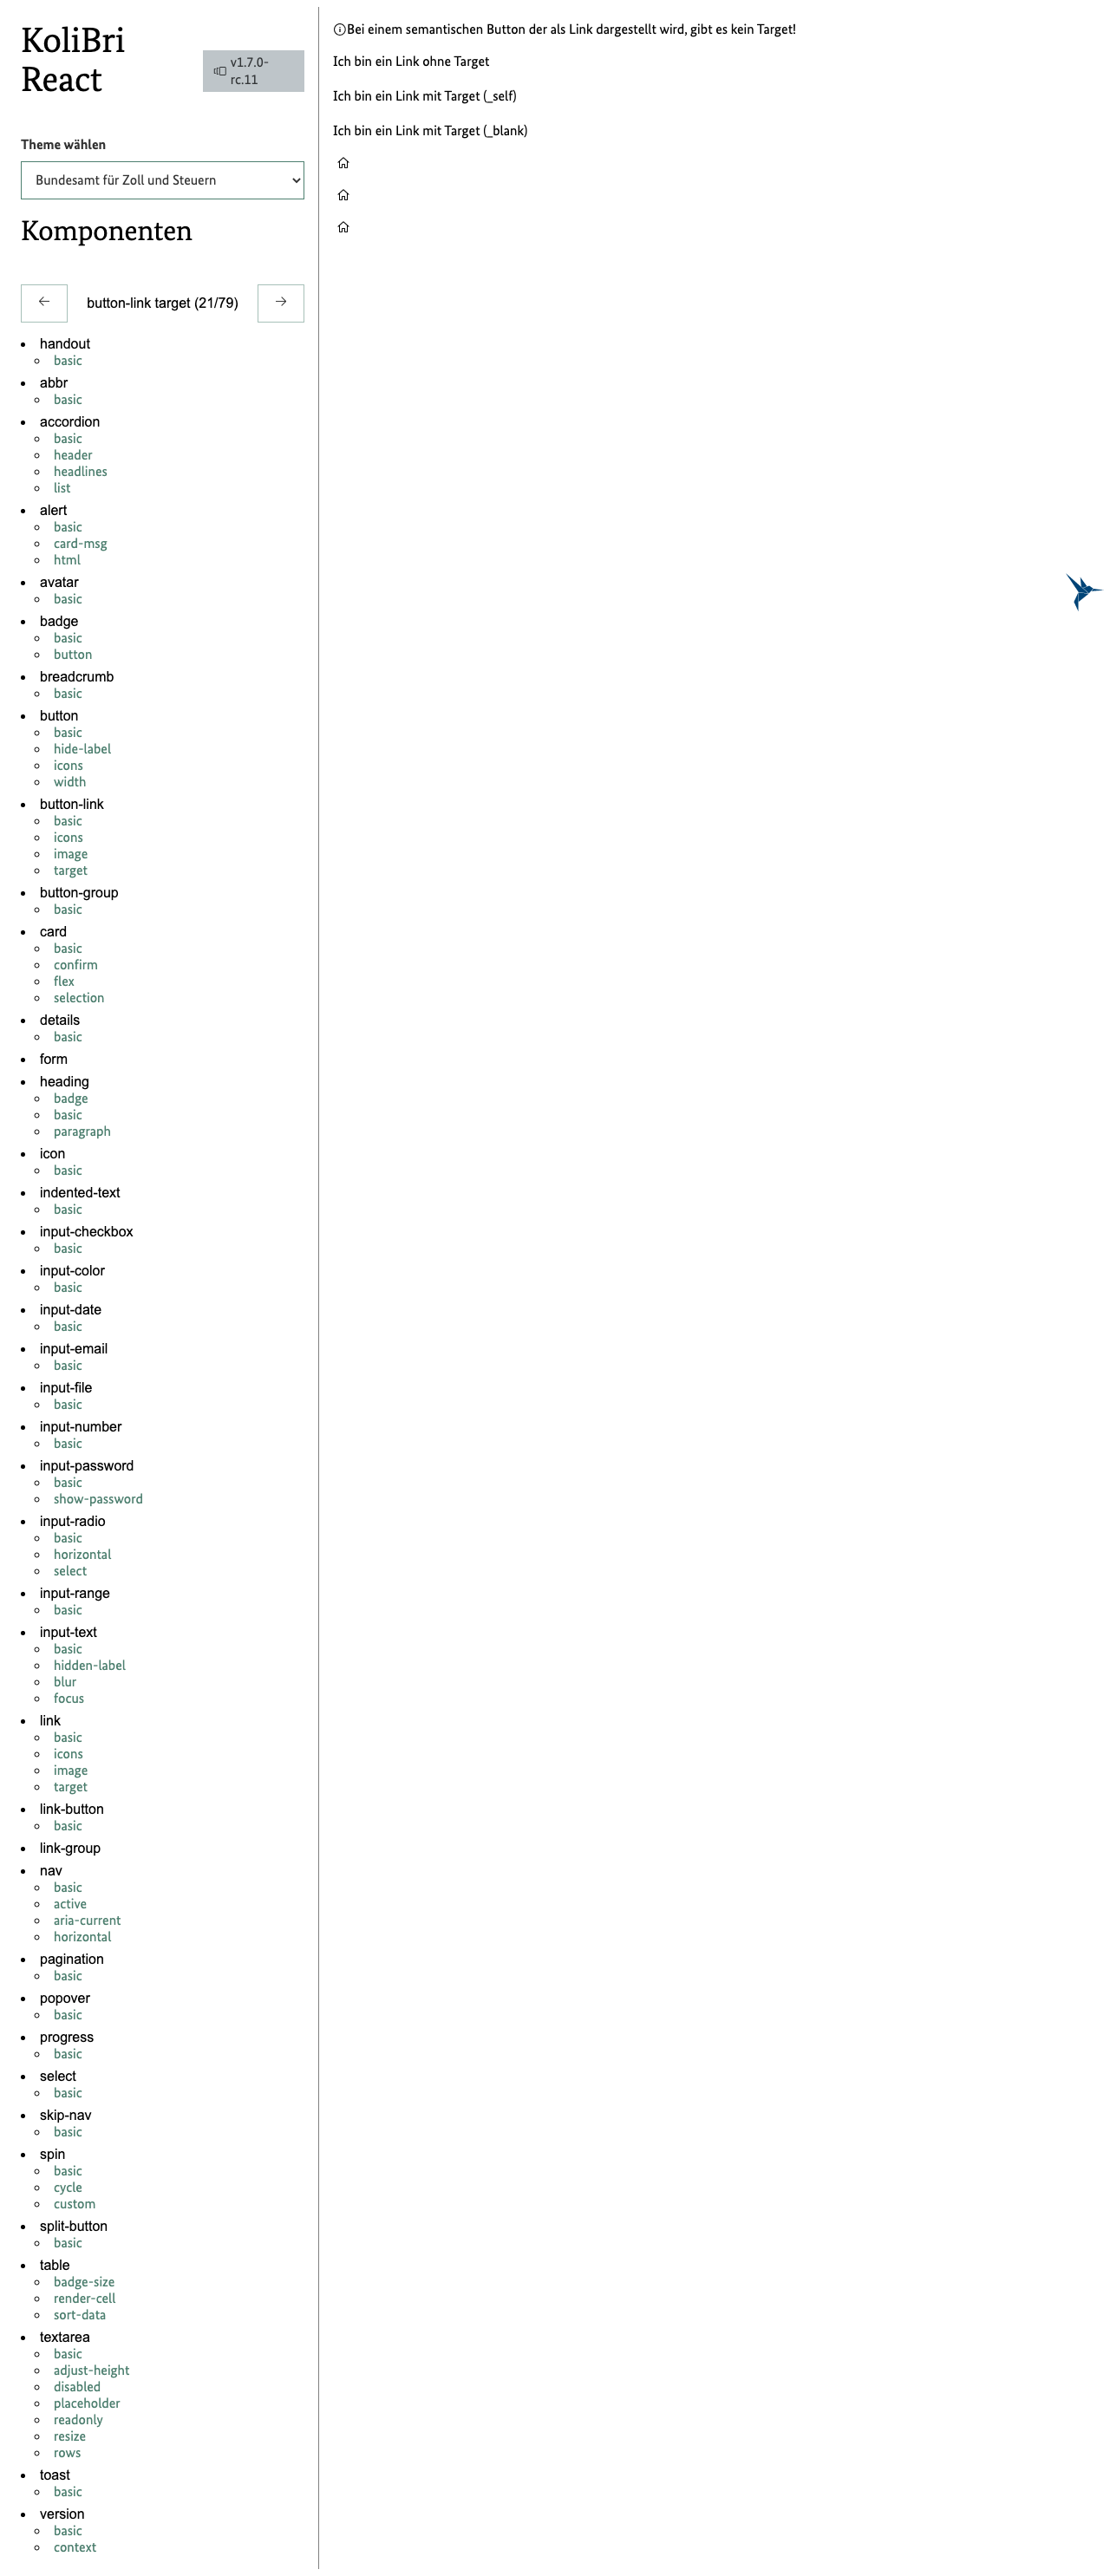 KoliBri
React
v1.7.0-
rc.11
Theme wählen
Bundesamt für Zoll und Steuern
Komponenten
button-link target (21/79)
handout
basic
abbr
basic
accordion
basic
header
headlines
list
alert
basic
card-msg
html
avatar
basic
badge
basic
button
breadcrumb
basic
button
basic
hide-label
icons
width
button-link
basic
icons
image
target
button-group
basic
card
basic
confirm
flex
selection
details
basic
form
heading
badge
basic
paragraph
icon
basic
indented-text
basic
input-checkbox
basic
input-color
basic
input-date
basic
input-email
basic
input-file
basic
input-number
basic
input-password
basic
show-password
input-radio
basic
horizontal
select
input-range
basic
input-text
basic
hidden-label
blur
focus
link
basic
icons
image
target
link-button
basic
link-group
nav
basic
active
aria-current
horizontal
pagination
basic
popover
basic
progress
basic
select
basic
skip-nav
basic
spin
basic
cycle
custom
split-button
basic
table
badge-size
render-cell
sort-data
textarea
basic
adjust-height
disabled
placeholder
readonly
resize
rows
toast
basic
version
basic
context
Bei einem semantischen Button der als Link dargestellt wird, gibt es kein Target!
Ich bin ein Link ohne Target
Ich bin ein Link mit Target (_self)
Ich bin ein Link mit Target (_blank)